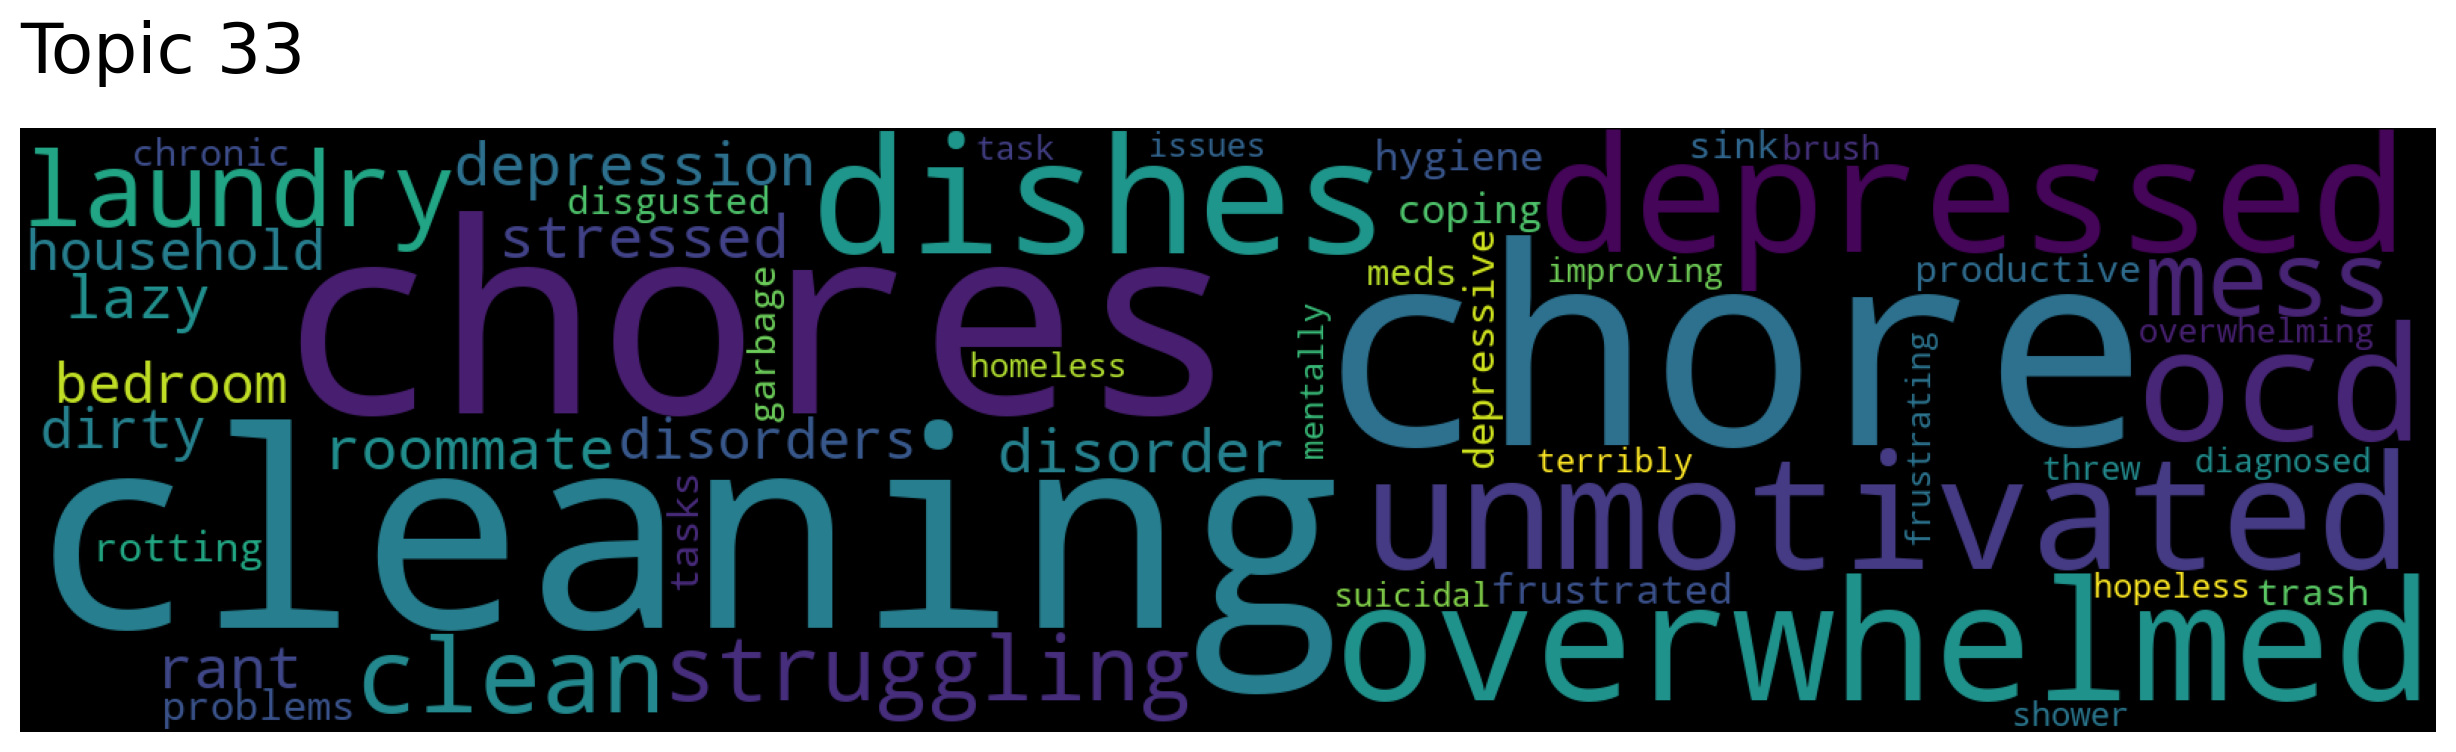 Topic 33
chronic
laundry
depression
disgusted
stressed
household
lazy
dishes
task
issues
hygiene
coping
sink
brush
depressed
chores
garbage
homeless
mentally
meds
depressive
improving
productive
mess
overwhelming
chore
ocd
frustrating
bedroom
dirty
roommate
disorders
disorder
cleaning
rotting
tasks
terribly
threw
diagnosed
unmotivated
suicidal
frustrated
hopeless
trash
overwhelmed
rant
problems
clean
struggling
shower